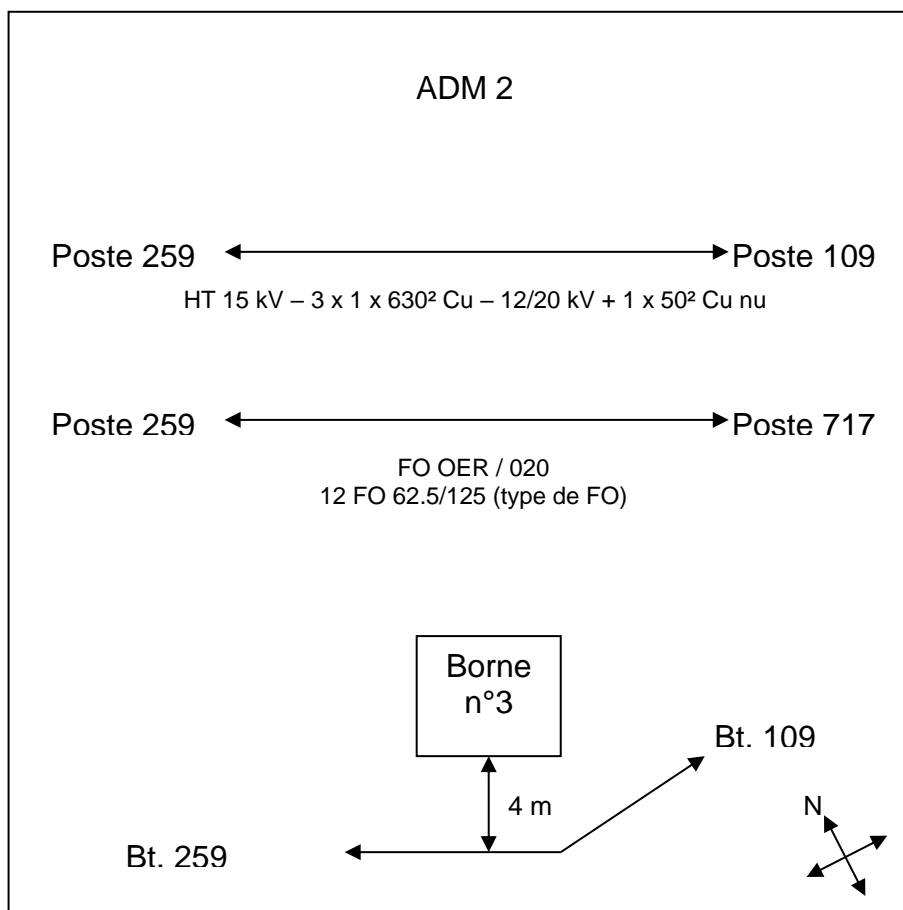 ADM 2
Poste 259 Poste 109
HT 15 kV – 3 x 1 x 630² Cu – 12/20 kV + 1 x 50² Cu nu
Poste 259 Poste 717
FO OER / 020
12 FO 62.5/125 (type de FO)
Borne
n°3
Bt. 109
4 m
N
Bt. 259